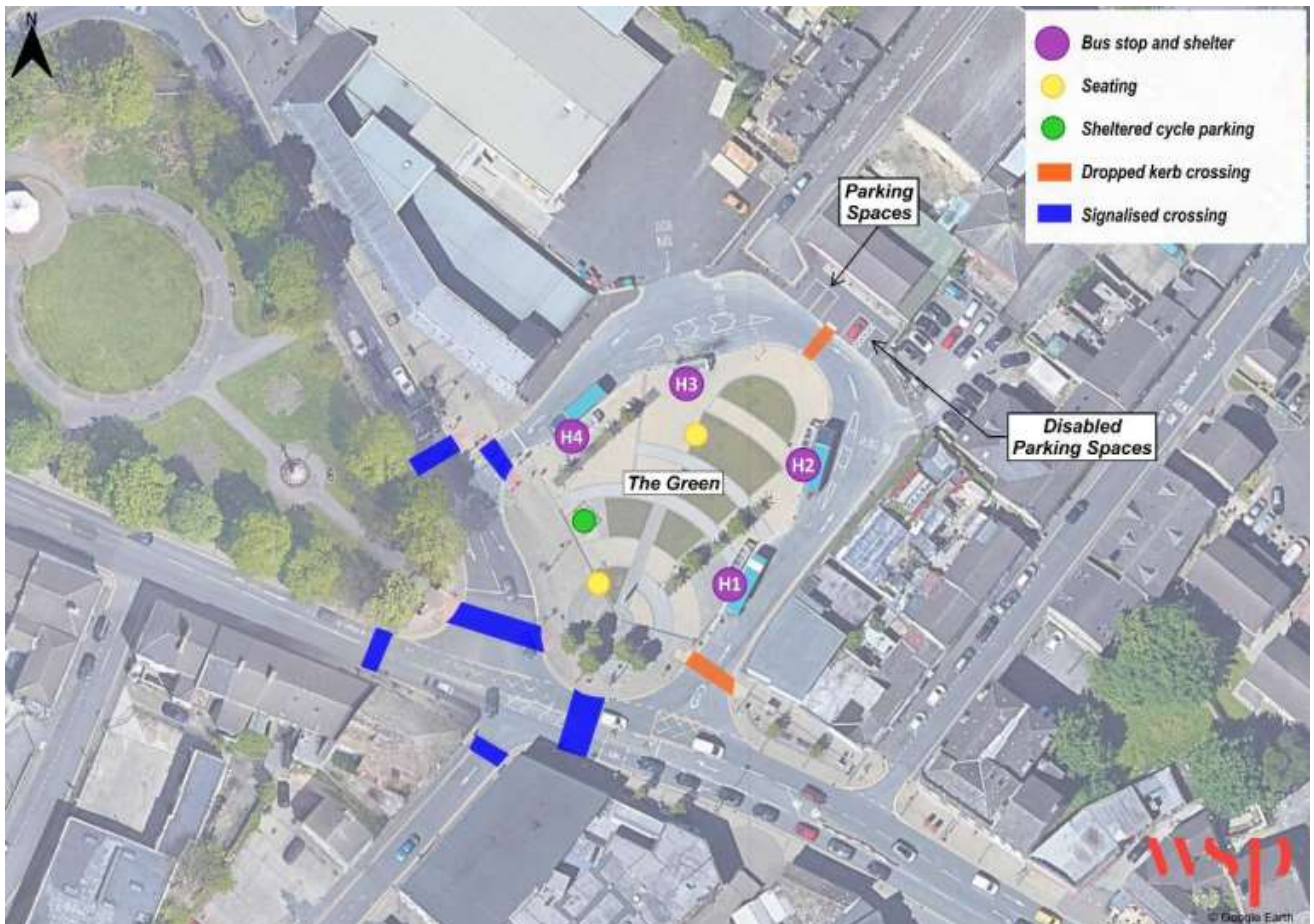 N
Bus stop and shelter
Seating
Sheltered cycle parking
Dropped kerb crossing
Signalised crossing
Parking
Spaces
H3
H4
Disabled
Parking Spaces
H2
The Green
H1
wsp
© Google Earth